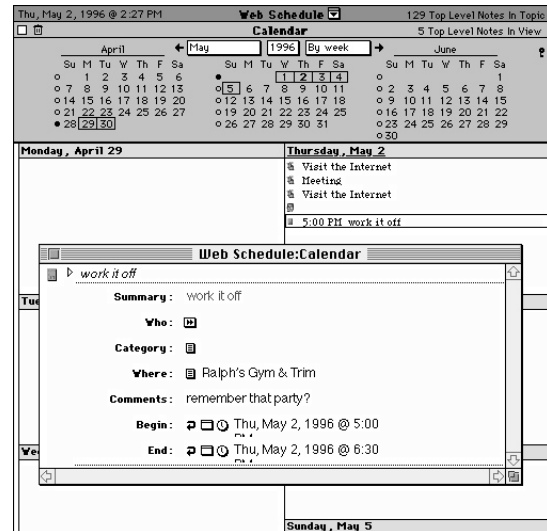 Thu, May 2, 1996 @ 2:27 PM Web Schedule 129 Top Level Notes In Topic
Calendar 5 Top Level Notes In View
April May 1996 By week June
Su M Tu W Th F Sa Su M Tu W Th F Sa Su M Tu W Th F Sa
1 2 3 4 5 6 1 2 3 4 1
7 8 9 10 11 12 13 5 6 7 8 9 10 11 2 3 4 5 6 7 8
14 15 16 17 18 19 20 12 13 14 15 16 17 18 9 10 11 12 13 14 15
21 22 23 24 25 26 27 19 20 21 22 23 24 25 16 17 18 19 20 21 22
28 29 30 26 27 28 29 30 31 23 24 25 26 27 28 29
30
Monday, April 29 Thursday, May 2
Visit the Internet
Meeting
Visit the Internet
5:00 PM work it off
Web Schedule:Calendar
work it off
Summary: work it off
Tue
Who:
Category:
Where: Ralph's Gym & Trim
Comments: remember that party?
Begin: Thu, May 2, 1996 @ 5:00
End: Thu, May 2, 1996 @ 6:30
Sunday, May 5